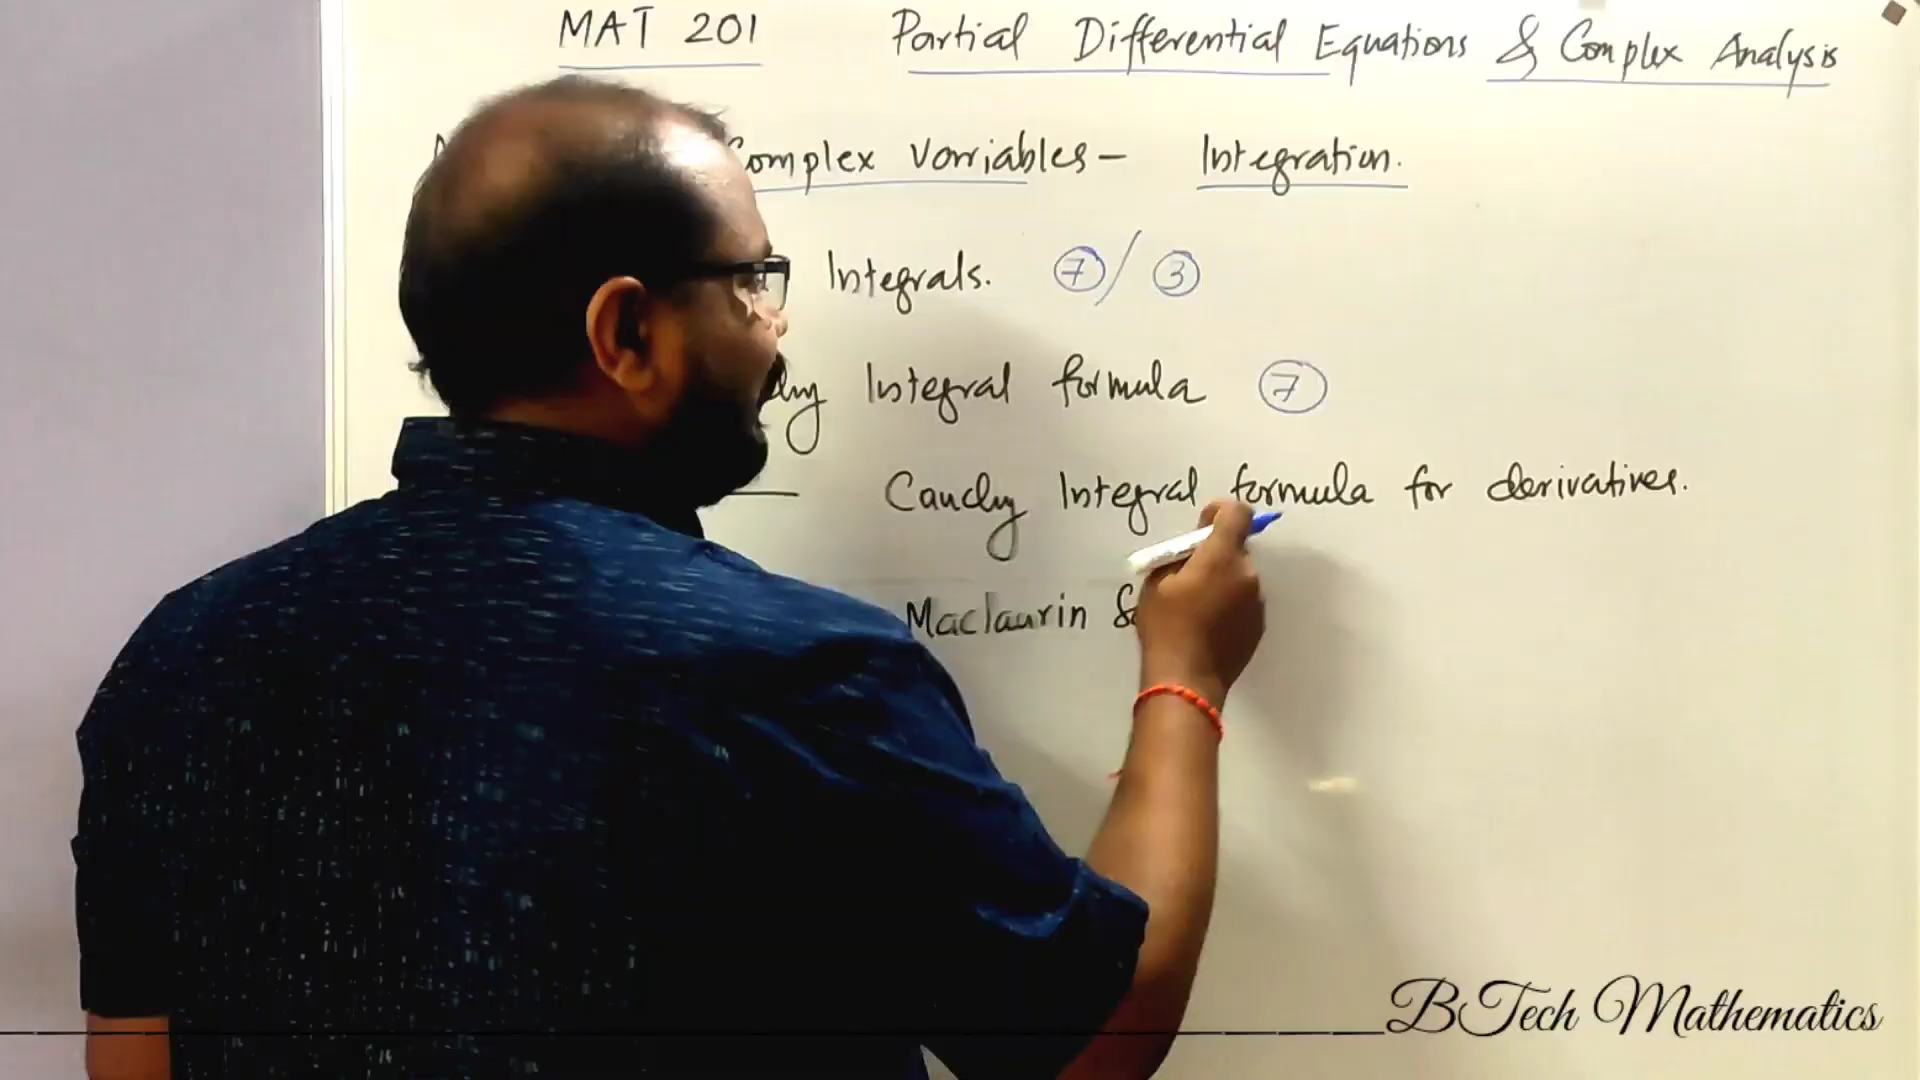 MAT 201 Partial Differential Equations & Complex Analysis
Complex Variables - Integration.
Integrals. 7 / 3
Integral formula 7
— Cauchy Integral formula for derivatives.
Maclaurin
BTech Mathematics